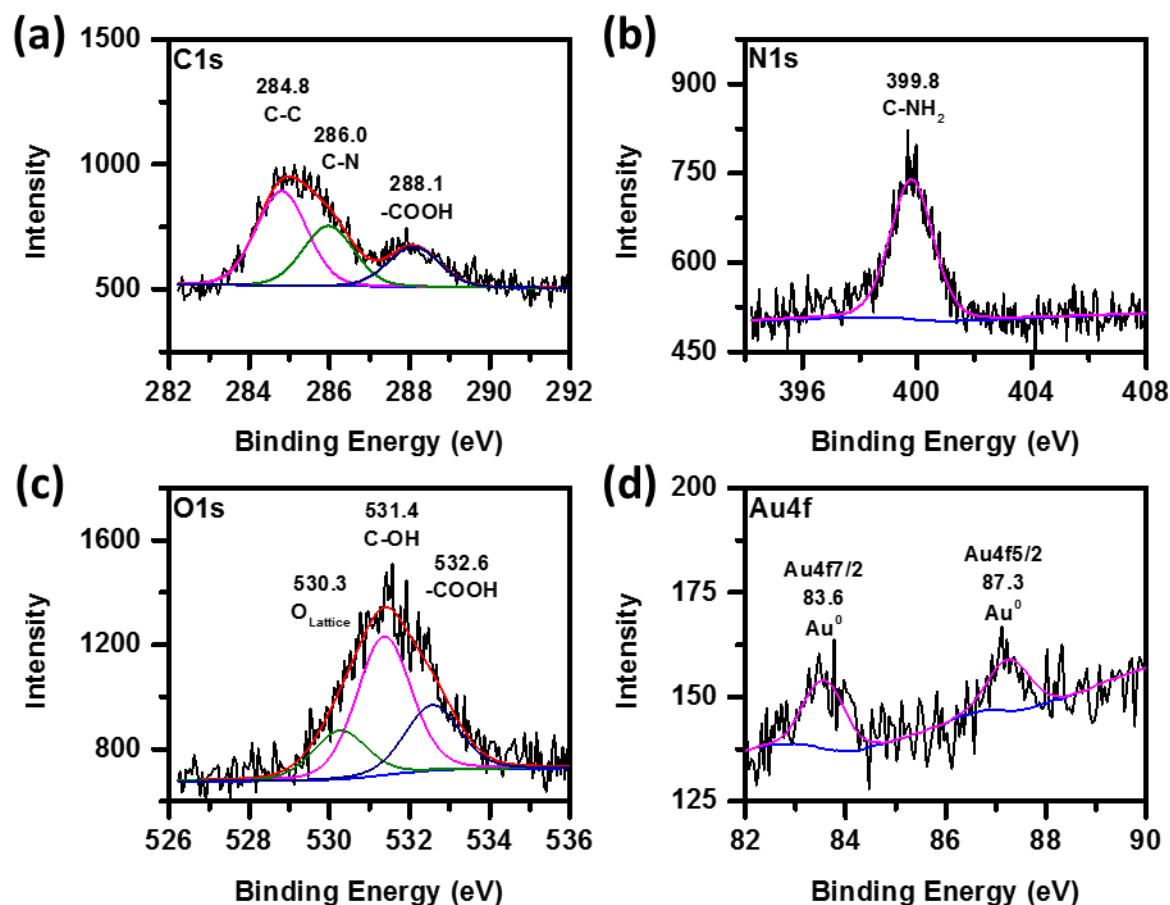 (a)
C1s
284.8
C-C
286.0
C-N
288.1
-COOH
1500
1000
500
Intensity
282 284 286 288 290 292
Binding Energy (eV)
(b)
N1s
399.8
C-NH₂
900
750
600
450
Intensity
396 400 404 408
Binding Energy (eV)
(c)
O1s
531.4
C-OH
530.3
O_Lattice
532.6
-COOH
1600
1200
800
Intensity
526 528 530 532 534 536
Binding Energy (eV)
(d)
Au4f
Au4f7/2
83.6
Au⁰
Au4f5/2
87.3
Au⁰
200
175
150
125
Intensity
82 84 86 88 90
Binding Energy (eV)